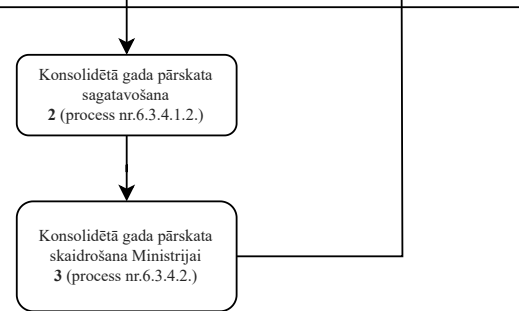 Konsolidētā gada pārskata
sagatavošana
2 (process nr.6.3.4.1.2.)
Konsolidētā gada pārskata
skaidrošana Ministrijai
3 (process nr.6.3.4.2.)